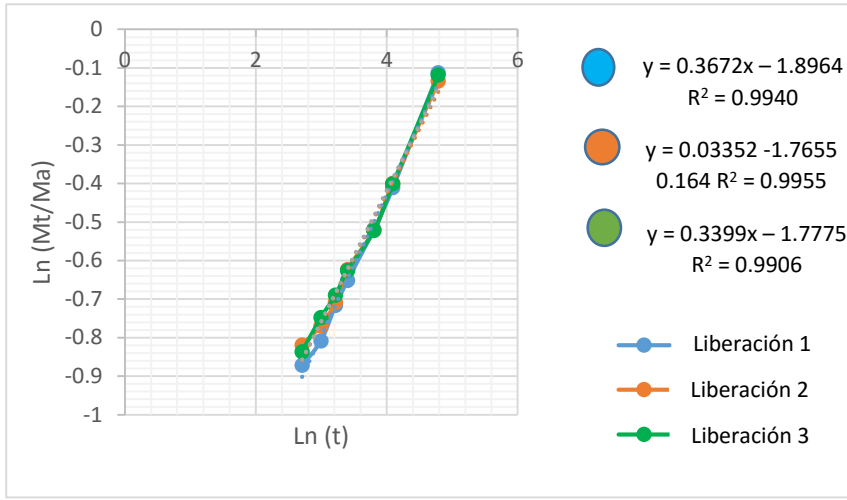 0
-0.1
-0.2
-0.3
-0.4
-0.5
-0.6
-0.7
-0.8
-0.9
-1
0 2 4 6
Ln (Mt/Ma)
Ln (t)
y = 0.3672x – 1.8964
R² = 0.9940
y = 0.03352 -1.7655
0.164 R² = 0.9955
y = 0.3399x – 1.7775
R² = 0.9906
Liberación 1
Liberación 2
Liberación 3